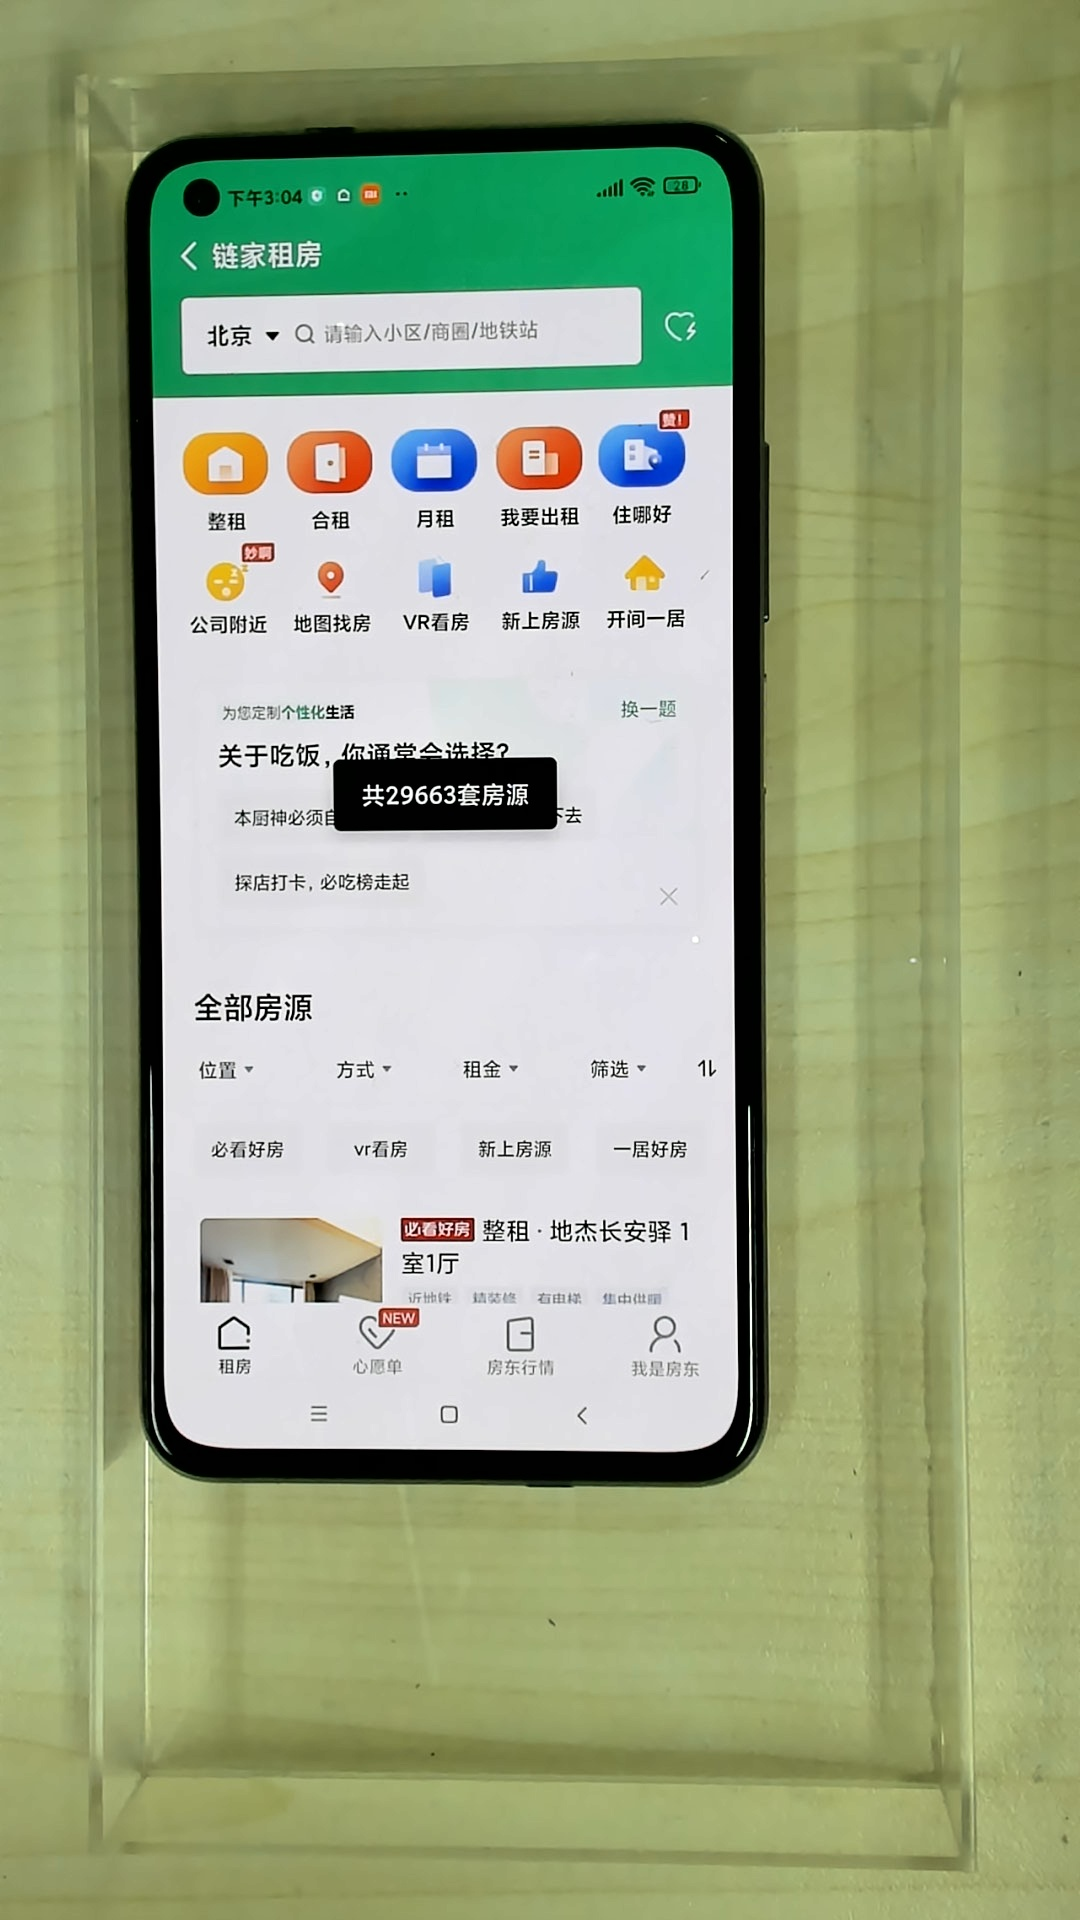 下午3:04
28
链家租房
北京 请输入小区/商圈/地铁站
赞!
整租 合租 月租 我要出租 住哪好
妙啊
公司附近 地图找房 VR看房 新上房源 开间一居
为您定制个性化生活 换一题
关于吃饭，你通常会选择?
共29663套房源
本厨神必须自 下去
探店打卡，必吃榜走起
全部房源
位置 方式 租金 筛选
必看好房 vr看房 新上房源 一居好房
必看好房 整租 · 地杰长安驿 1
室1厅
近地铁 精装修 有电梯 集中供暖
NEW
租房 心愿单 房东行情 我是房东